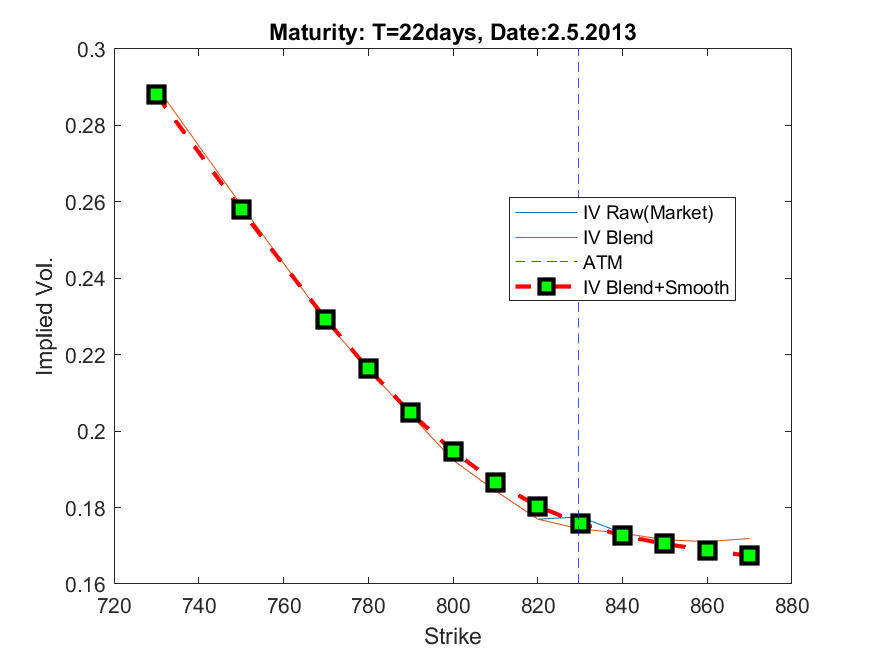 Maturity: T=22days, Date:2.5.2013
0.3
0.28
0.26
0.24
0.22
0.2
0.18
0.16
Implied Vol.
IV Raw(Market)
IV Blend
ATM
IV Blend+Smooth
720 740 760 780 800 820 840 860 880
Strike